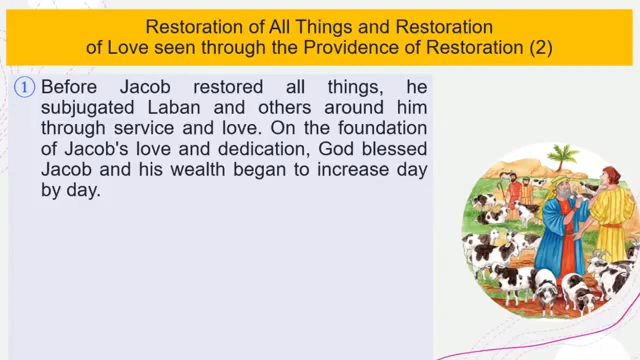 Restoration of All Things and Restoration
of Love seen through the Providence of Restoration (2)
① Before Jacob restored all things, he
subjugated Laban and others around him
through service and love. On the foundation
of Jacob's love and dedication, God blessed
Jacob and his wealth began to increase day
by day.